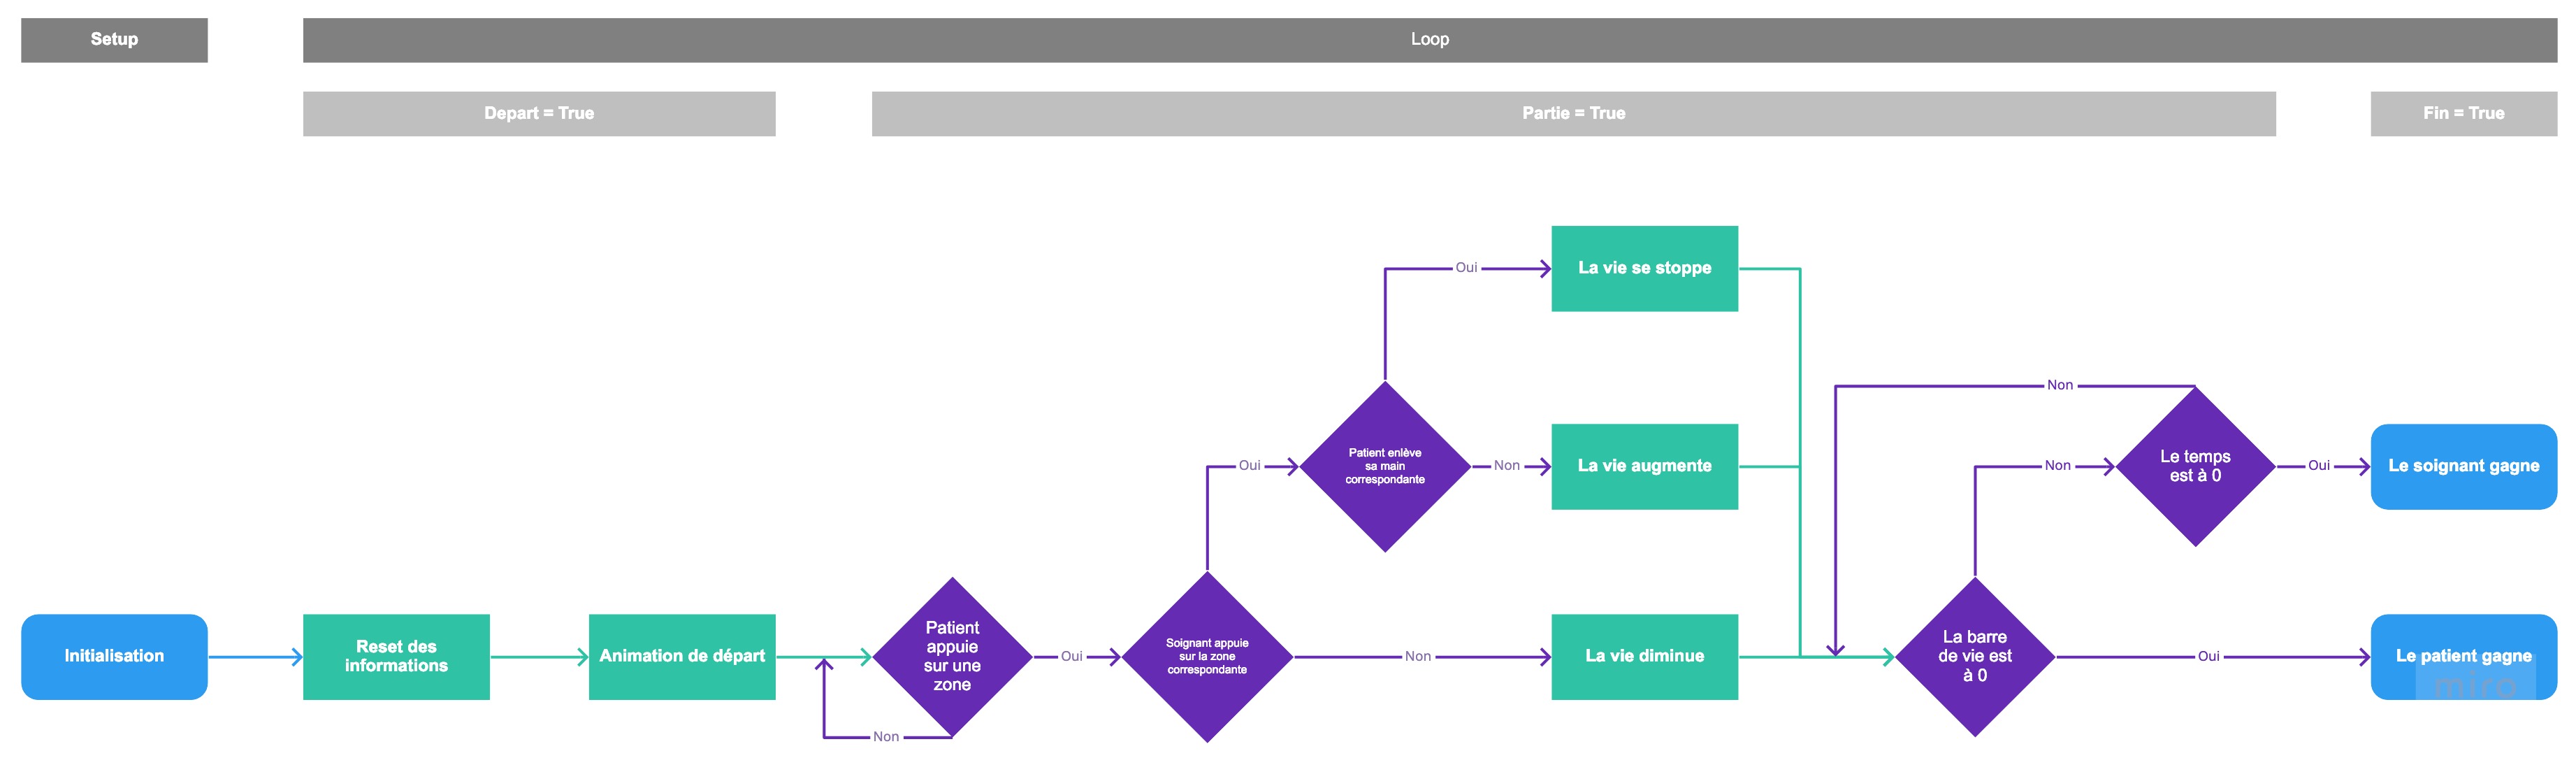 Setup
Loop
Depart = True
Partie = True
Fin = True
Oui
La vie se stoppe
Non
Patient enlève
sa main
correspondante
Oui
Non
La vie augmente
Non
Le temps
est à 0
Oui
Le soignant gagne
Initialisation
Reset des
informations
Animation de départ
Patient
appuie
sur une
zone
Oui
Non
Soignant appuie
sur la zone
correspondante
Non
La vie diminue
La barre
de vie est
à 0
Oui
Le patient gagne
miro